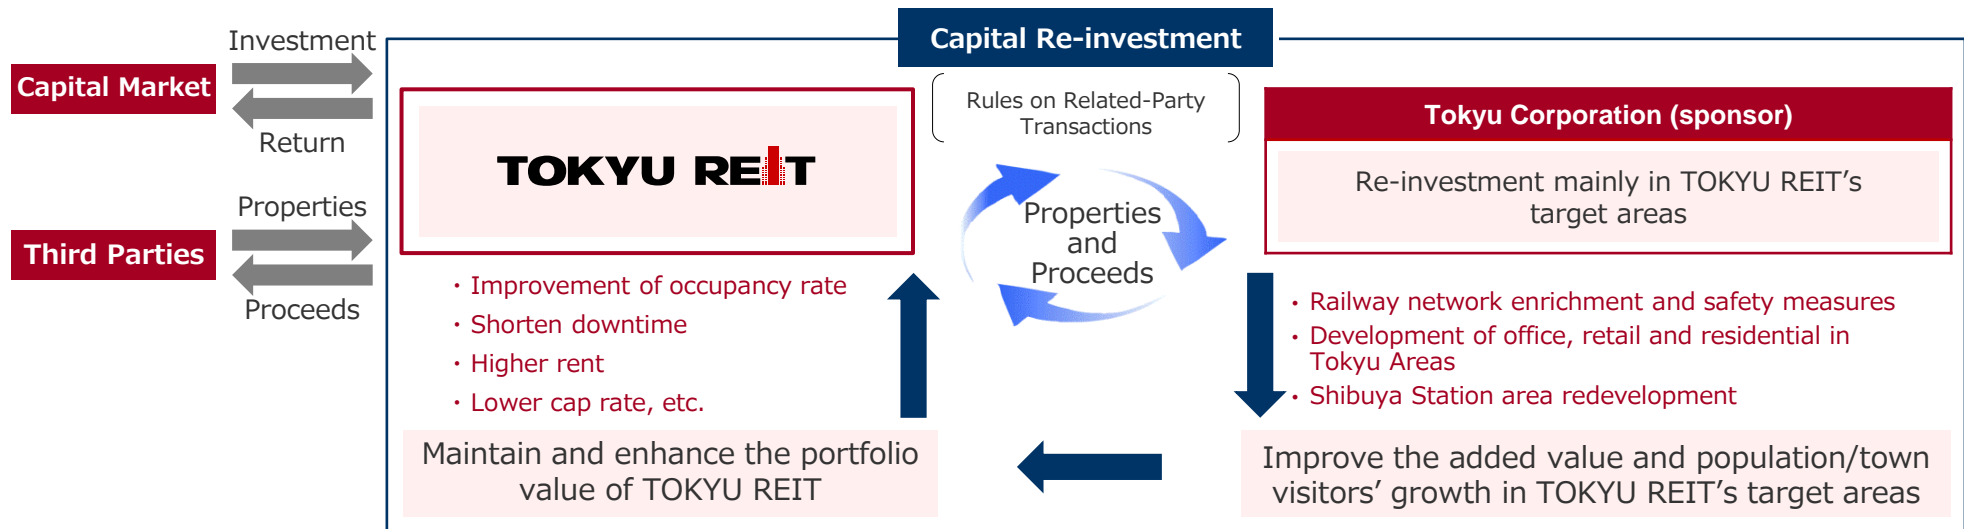 Capital Re-investment
Investment
Capital Market
Return
Properties
Third Parties
Proceeds
TOKYU REIT
Rules on Related-Party
Transactions
Properties
and
Proceeds
Tokyu Corporation (sponsor)
Re-investment mainly in TOKYU REIT’s
target areas
・Improvement of occupancy rate
・Shorten downtime
・Higher rent
・Lower cap rate, etc.
・Railway network enrichment and safety measures
・Development of office, retail and residential in
Tokyu Areas
・Shibuya Station area redevelopment
Maintain and enhance the portfolio
value of TOKYU REIT
Improve the added value and population/town
visitors’ growth in TOKYU REIT’s target areas